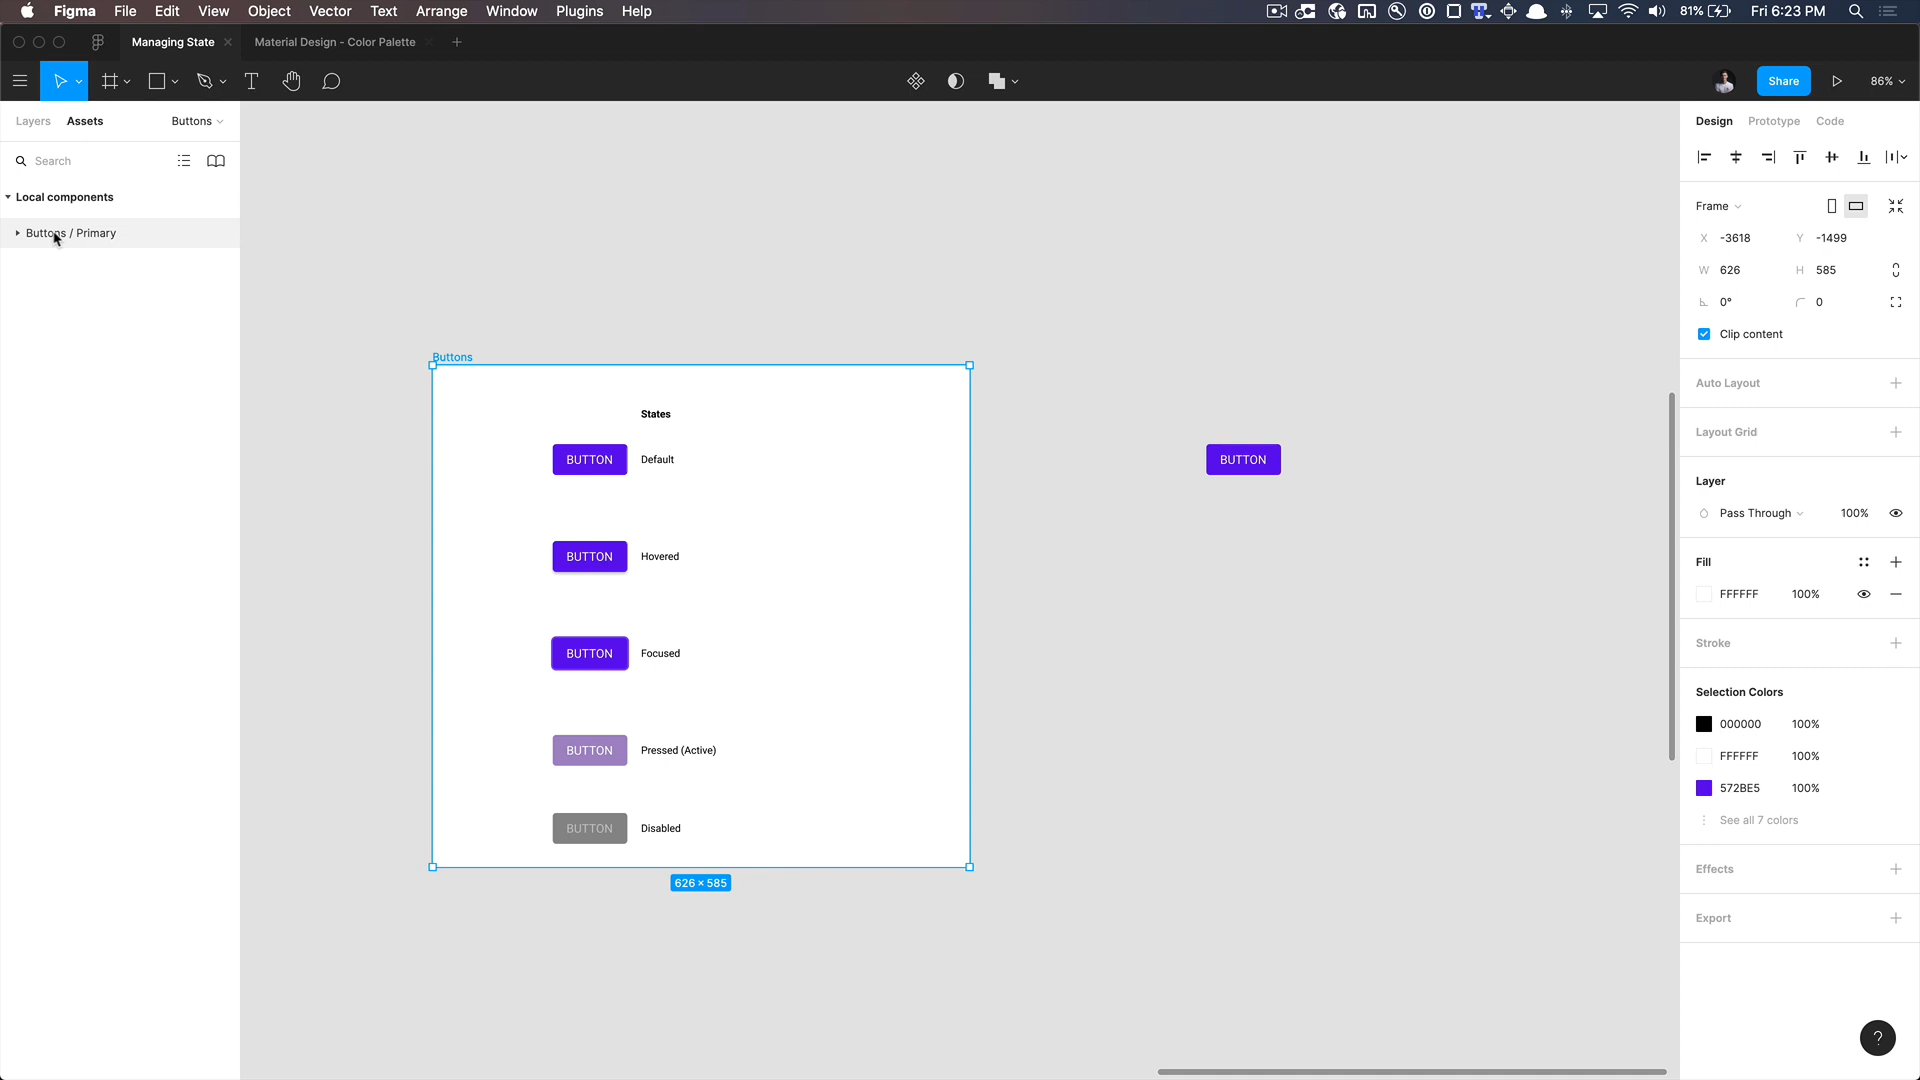 Figma File Edit View Object Vector Text Arrange Window Plugins Help 81% Fri 6:23 PM
Managing State Material Design - Color Palette
Share 86%
Layers Assets Buttons
Search
Local components
Buttons / Primary
Buttons
States
BUTTON Default
BUTTON Hovered
BUTTON Focused
BUTTON Pressed (Active)
BUTTON Disabled
626 × 585
BUTTON
Design Prototype Code
Frame
X -3618 Y -1499
W 626 H 585
0° 0
Clip content
Auto Layout
Layout Grid
Layer
Pass Through 100%
Fill
FFFFFF 100%
Stroke
Selection Colors
000000 100%
FFFFFF 100%
572BE5 100%
See all 7 colors
Effects
Export
?